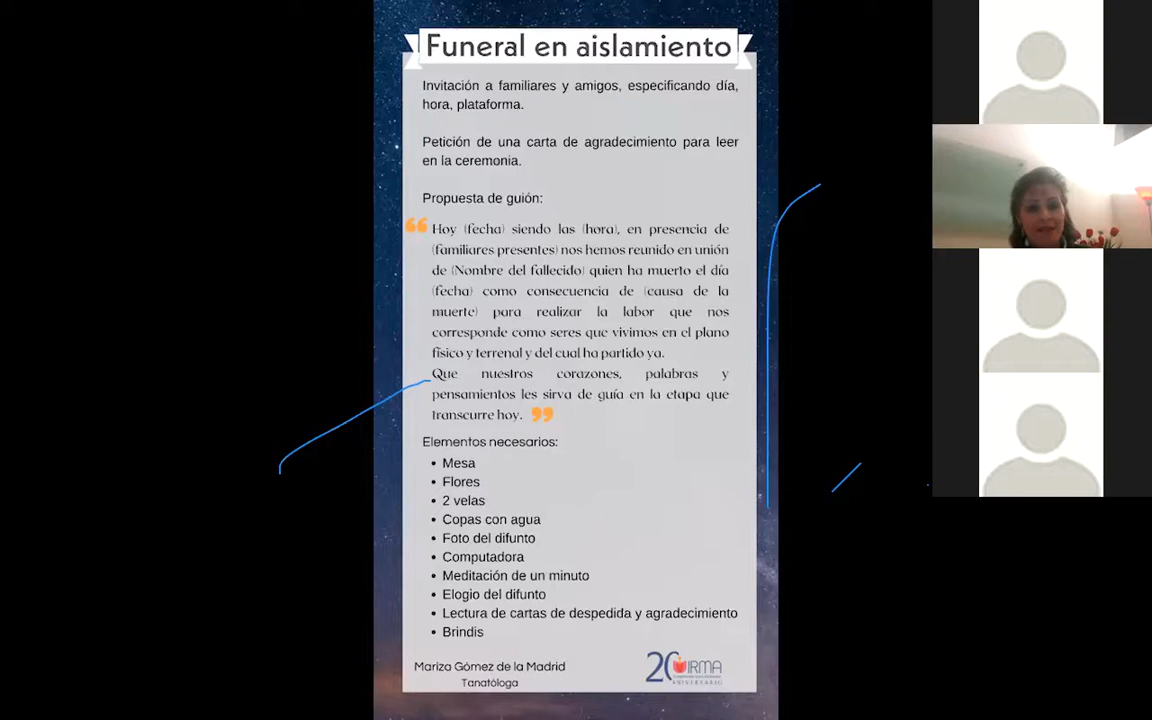 Funeral en aislamiento
Invitación a familiares y amigos, especificando día,
hora, plataforma.
Petición de una carta de agradecimiento para leer
en la ceremonia.
Propuesta de guión:
“ Hoy (fecha) siendo las (hora), en presencia de
(familiares presentes) nos hemos reunido en unión
de (Nombre del fallecido) quien ha muerto el día
(fecha) como consecuencia de (causa de la
muerte) para realizar la labor que nos
corresponde como seres que vivimos en el plano
físico y terrenal y del cual ha partido ya.
Que nuestros corazones, palabras y
pensamientos les sirva de guía en la etapa que
transcurre hoy. ”
Elementos necesarios:
• Mesa
• Flores
• 2 velas
• Copas con agua
• Foto del difunto
• Computadora
• Meditación de un minuto
• Elogio del difunto
• Lectura de cartas de despedida y agradecimiento
• Brindis
Mariza Gómez de la Madrid
Tanatóloga
20 IRMA
ANIVERSARIO